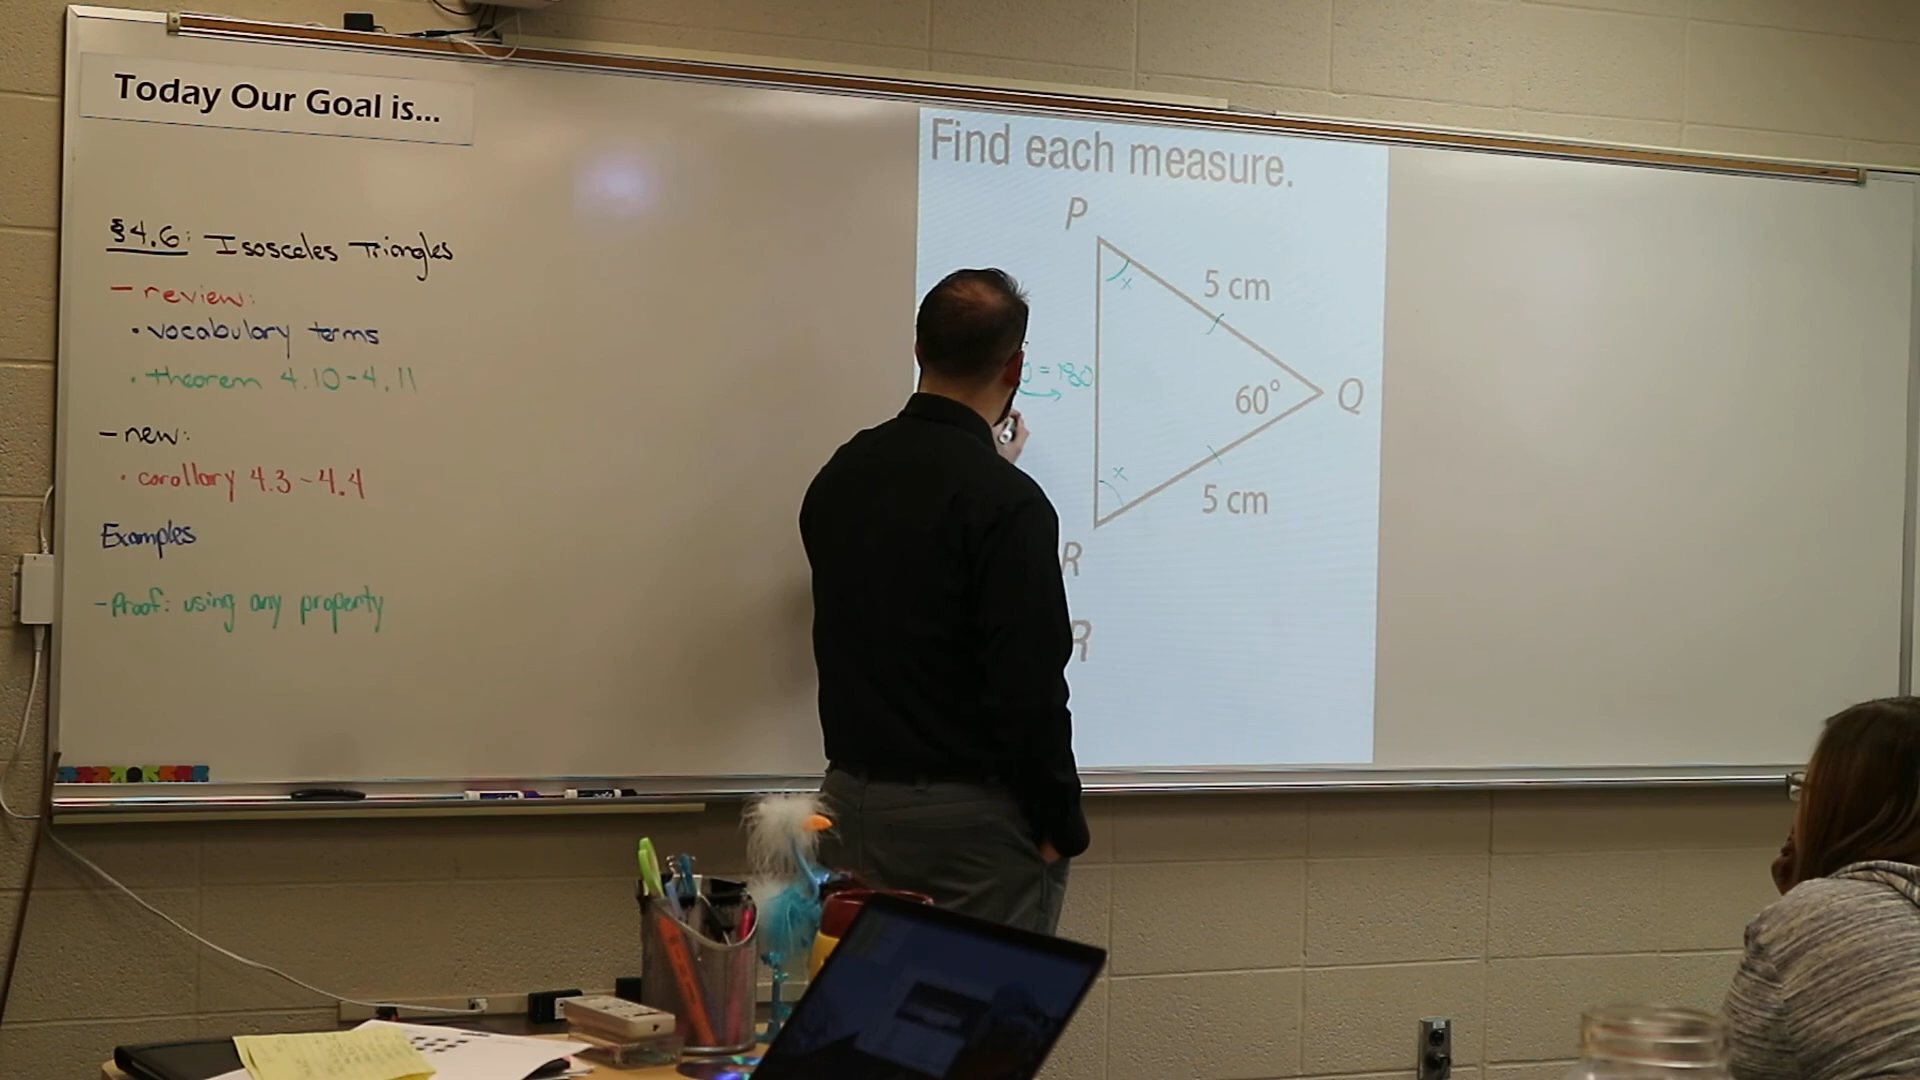 Today Our Goal is...
§4.6: Isosceles Triangles
- review:
• vocabulary terms
• theorem 4.10-4.11
- new:
• corollary 4.3-4.4
Examples
- Proof: using any property
Find each measure.
P
x
5 cm
0 = 180
60°
Q
x
5 cm
R
R